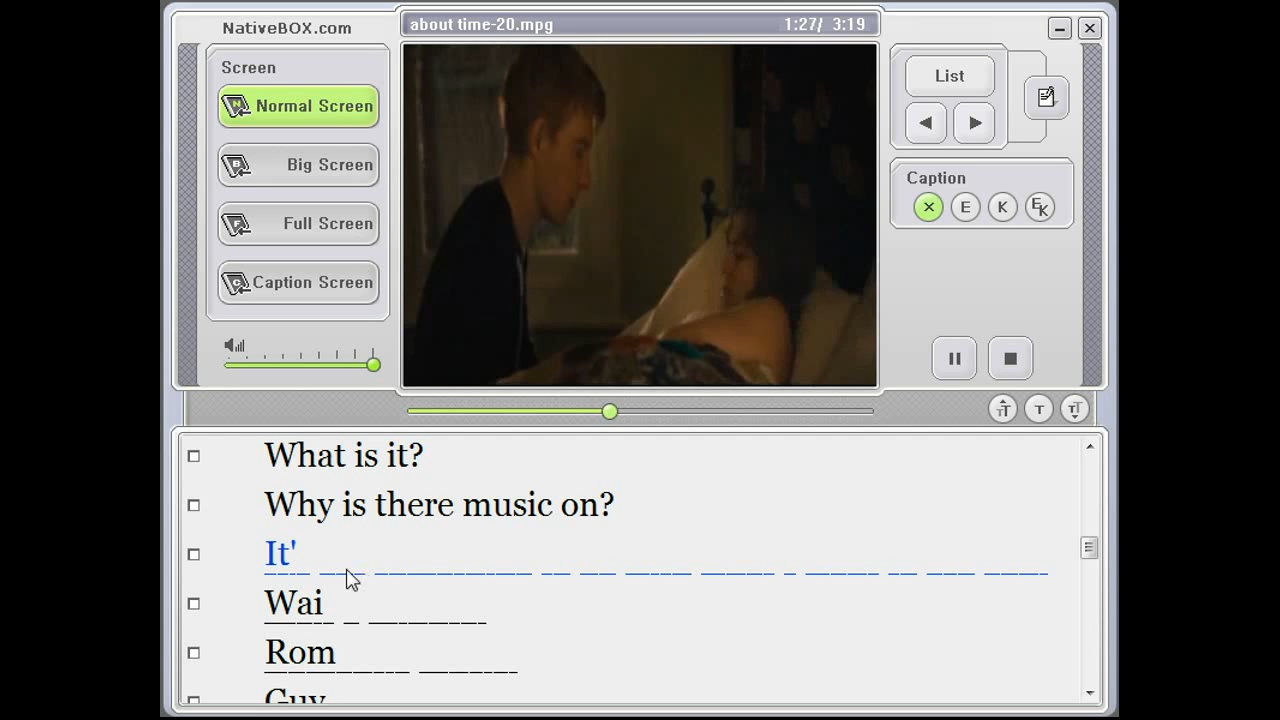 NativeBOX.com
about time-20.mpg 1:27/ 3:19
Screen
Normal Screen
Big Screen
Full Screen
Caption Screen
List
Caption
X E K EK
T T T
What is it?
Why is there music on?
It'
Wai
Rom
Guy